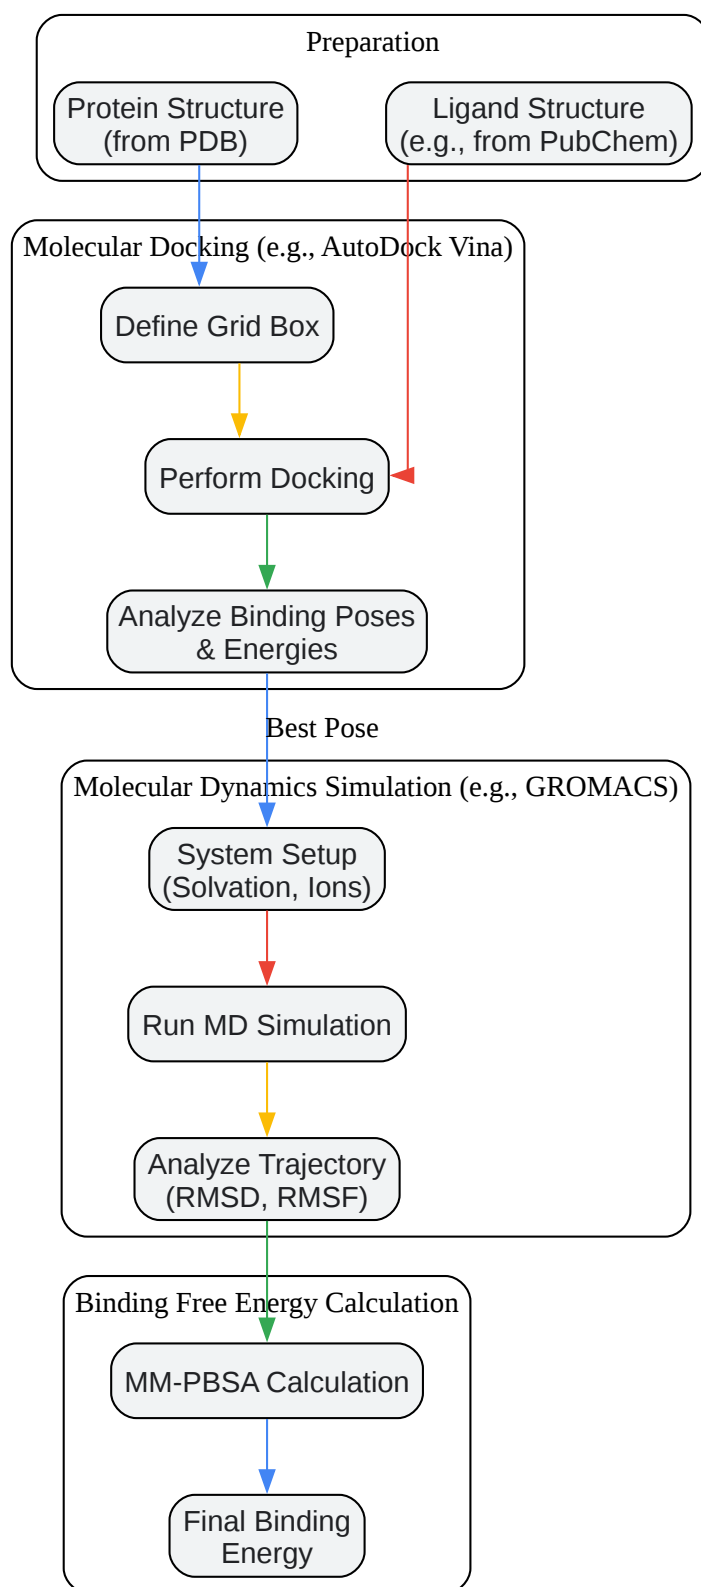 Preparation
Protein Structure
(from PDB)
Ligand Structure
(e.g., from PubChem)
Molecular Docking (e.g., AutoDock Vina)
Define Grid Box
Perform Docking
Analyze Binding Poses
& Energies
Best Pose
Molecular Dynamics Simulation (e.g., GROMACS)
System Setup
(Solvation, Ions)
Run MD Simulation
Analyze Trajectory
(RMSD, RMSF)
Binding Free Energy Calculation
MM-PBSA Calculation
Final Binding
Energy